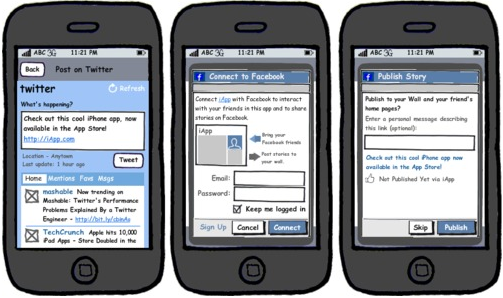 ABC 3G 11:21 PM
Back Post on Twitter
twitter Refresh
What's happening?
Check out this cool iPhone app, now
available in the App Store!
http://iApp.com
Location - Anytown
Last update: 1 hour ago
Tweet
Home Mentions Favs Msgs
mashable Now trending on
Mashable: Twitter's Performance
Problems Explained By a Twitter
Engineer - http://bit.ly/cbmAs
TechCrunch Apple hits 10,000
iPad Apps - Store Doubled in the
ABC 3G 11:21 PM
f Connect to Facebook
Connect iApp with Facebook to interact
with your friends in this app and to share
stories on Facebook.
iApp
Bring your
Facebook friends
Post stories to
your wall.
Email:
Password:
Keep me logged in
Sign Up Cancel Connect
ABC 3G 11:21 PM
f Publish Story
Publish to your Wall and your friend's
home pages?
Enter a personal message describing
this link (optional):
Check out this cool iPhone app now
available in the App Store!
Not Published Yet via iApp
Skip Publish